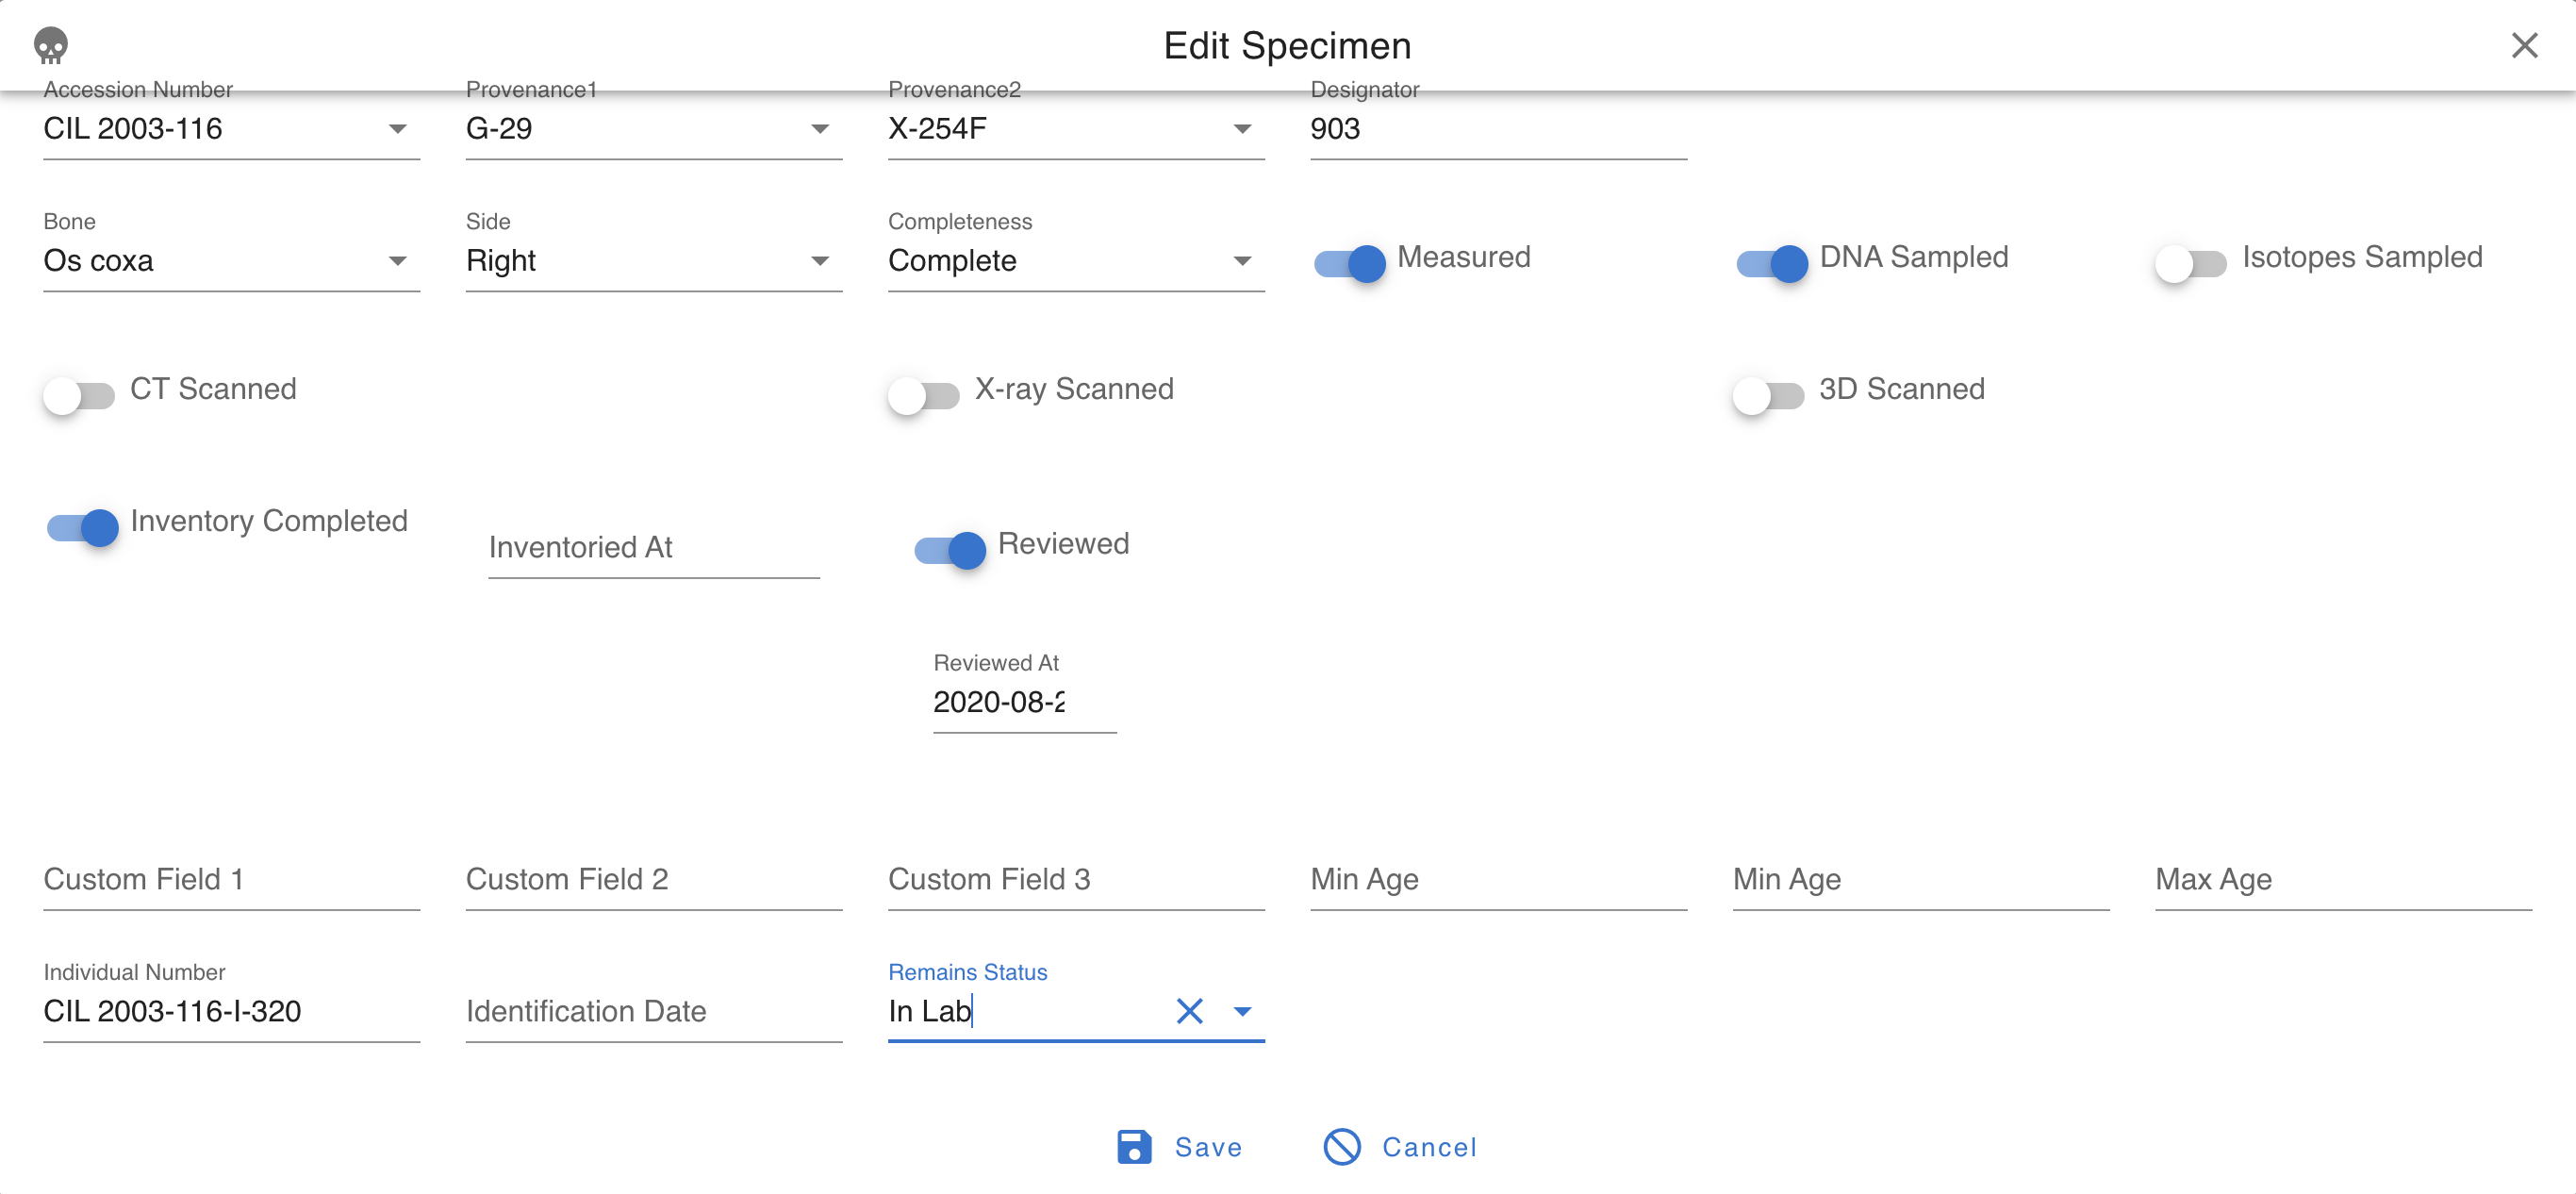 Edit Specimen
Accession Number Provenance1 Provenance2 Designator
CIL 2003-116 G-29 X-254F 903
Bone Side Completeness
Os coxa Right Complete Measured DNA Sampled Isotopes Sampled
CT Scanned X-ray Scanned 3D Scanned
Inventory Completed Inventoried At Reviewed
Reviewed At
2020-08-2
Custom Field 1 Custom Field 2 Custom Field 3 Min Age Min Age Max Age
Individual Number Remains Status
CIL 2003-116-I-320 Identification Date In Lab
Save Cancel